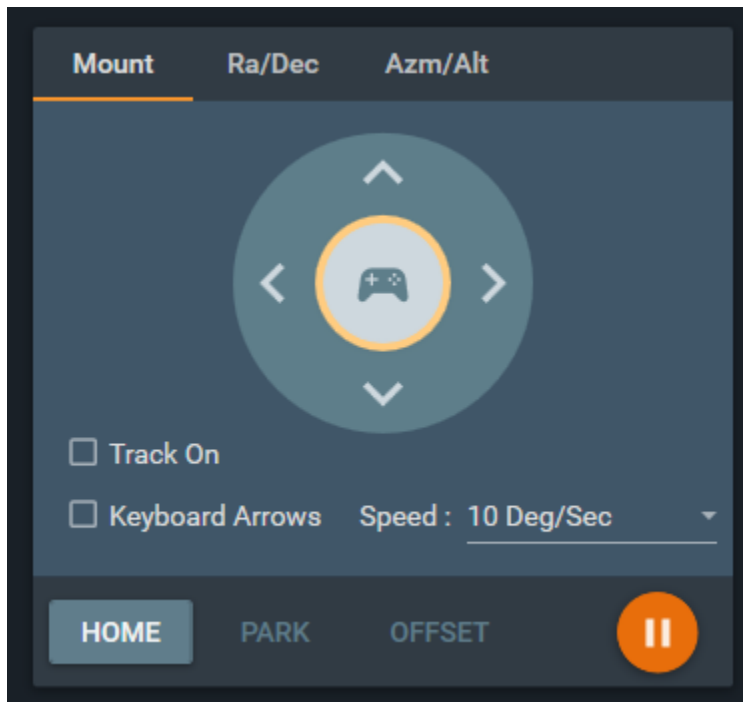 Mount Ra/Dec Azm/Alt
Track On
Keyboard Arrows Speed : 10 Deg/Sec
HOME PARK OFFSET